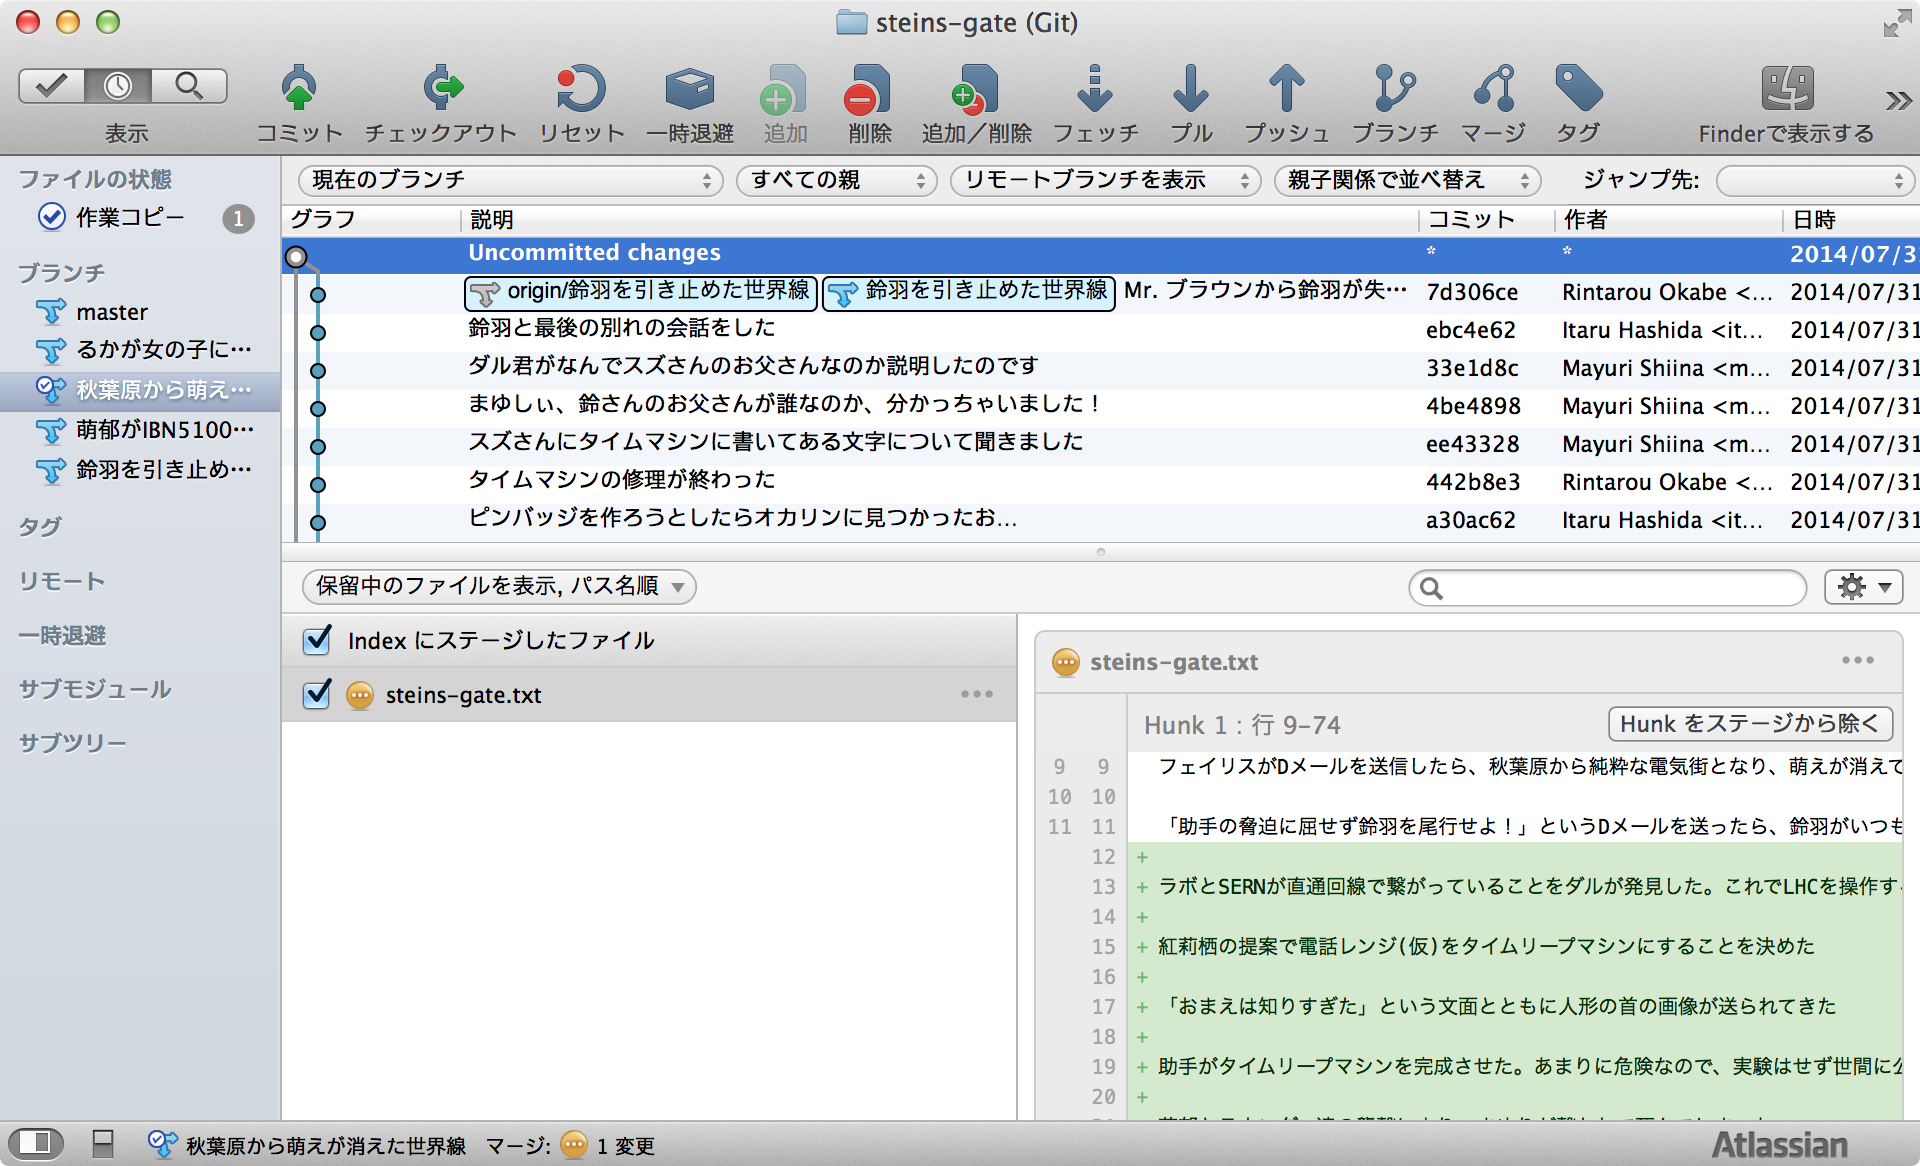 steins-gate (Git)
表示
コミット
チェックアウト
リセット
一時退避
追加
削除
追加／削除
フェッチ
プル
プッシュ
ブランチ
マージ
タグ
Finderで表示する
ファイルの状態
作業コピー 1
ブランチ
master
るかが女の子に…
秋葉原から萌え…
萌郁がIBN5100…
鈴羽を引き止め…
タグ
リモート
一時退避
サブモジュール
サブツリー
現在のブランチ すべての親 リモートブランチを表示 親子関係で並べ替え ジャンプ先:
グラフ 説明 コミット 作者 日時
Uncommitted changes * * 2014/07/3
origin/鈴羽を引き止めた世界線 鈴羽を引き止めた世界線 Mr. ブラウンから鈴羽が失… 7d306ce Rintarou Okabe <... 2014/07/31
鈴羽と最後の別れの会話をした ebc4e62 Itaru Hashida <it... 2014/07/31
ダル君がなんでスズさんのお父さんなのか説明したのです 33e1d8c Mayuri Shiina <m... 2014/07/31
まゆしぃ、鈴さんのお父さんが誰なのか、分かっちゃいました！ 4be4898 Mayuri Shiina <m... 2014/07/31
スズさんにタイムマシンに書いてある文字について聞きました ee43328 Mayuri Shiina <m... 2014/07/31
タイムマシンの修理が終わった 442b8e3 Rintarou Okabe <... 2014/07/31
ピンバッジを作ろうとしたらオカリンに見つかったお... a30ac62 Itaru Hashida <it... 2014/07/31
保留中のファイルを表示, パス名順
Index にステージしたファイル
steins-gate.txt
steins-gate.txt
Hunk 1 : 行 9-74 Hunk をステージから除く
9 9 フェイリスがDメールを送信したら、秋葉原から純粋な電気街となり、萌えが消えて
10 10
11 11 「助手の脅迫に屈せず鈴羽を尾行せよ！」というDメールを送ったら、鈴羽がいつも
12 +
13 + ラボとSERNが直通回線で繋がっていることをダルが発見した。これでLHCを操作す
14 +
15 + 紅莉栖の提案で電話レンジ(仮)をタイムリープマシンにすることを決めた
16 +
17 + 「おまえは知りすぎた」という文面とともに人形の首の画像が送られてきた
18 +
19 + 助手がタイムリープマシンを完成させた。あまりに危険なので、実験はせず世間に公
20 +
秋葉原から萌えが消えた世界線 マージ: 1 変更
Atlassian